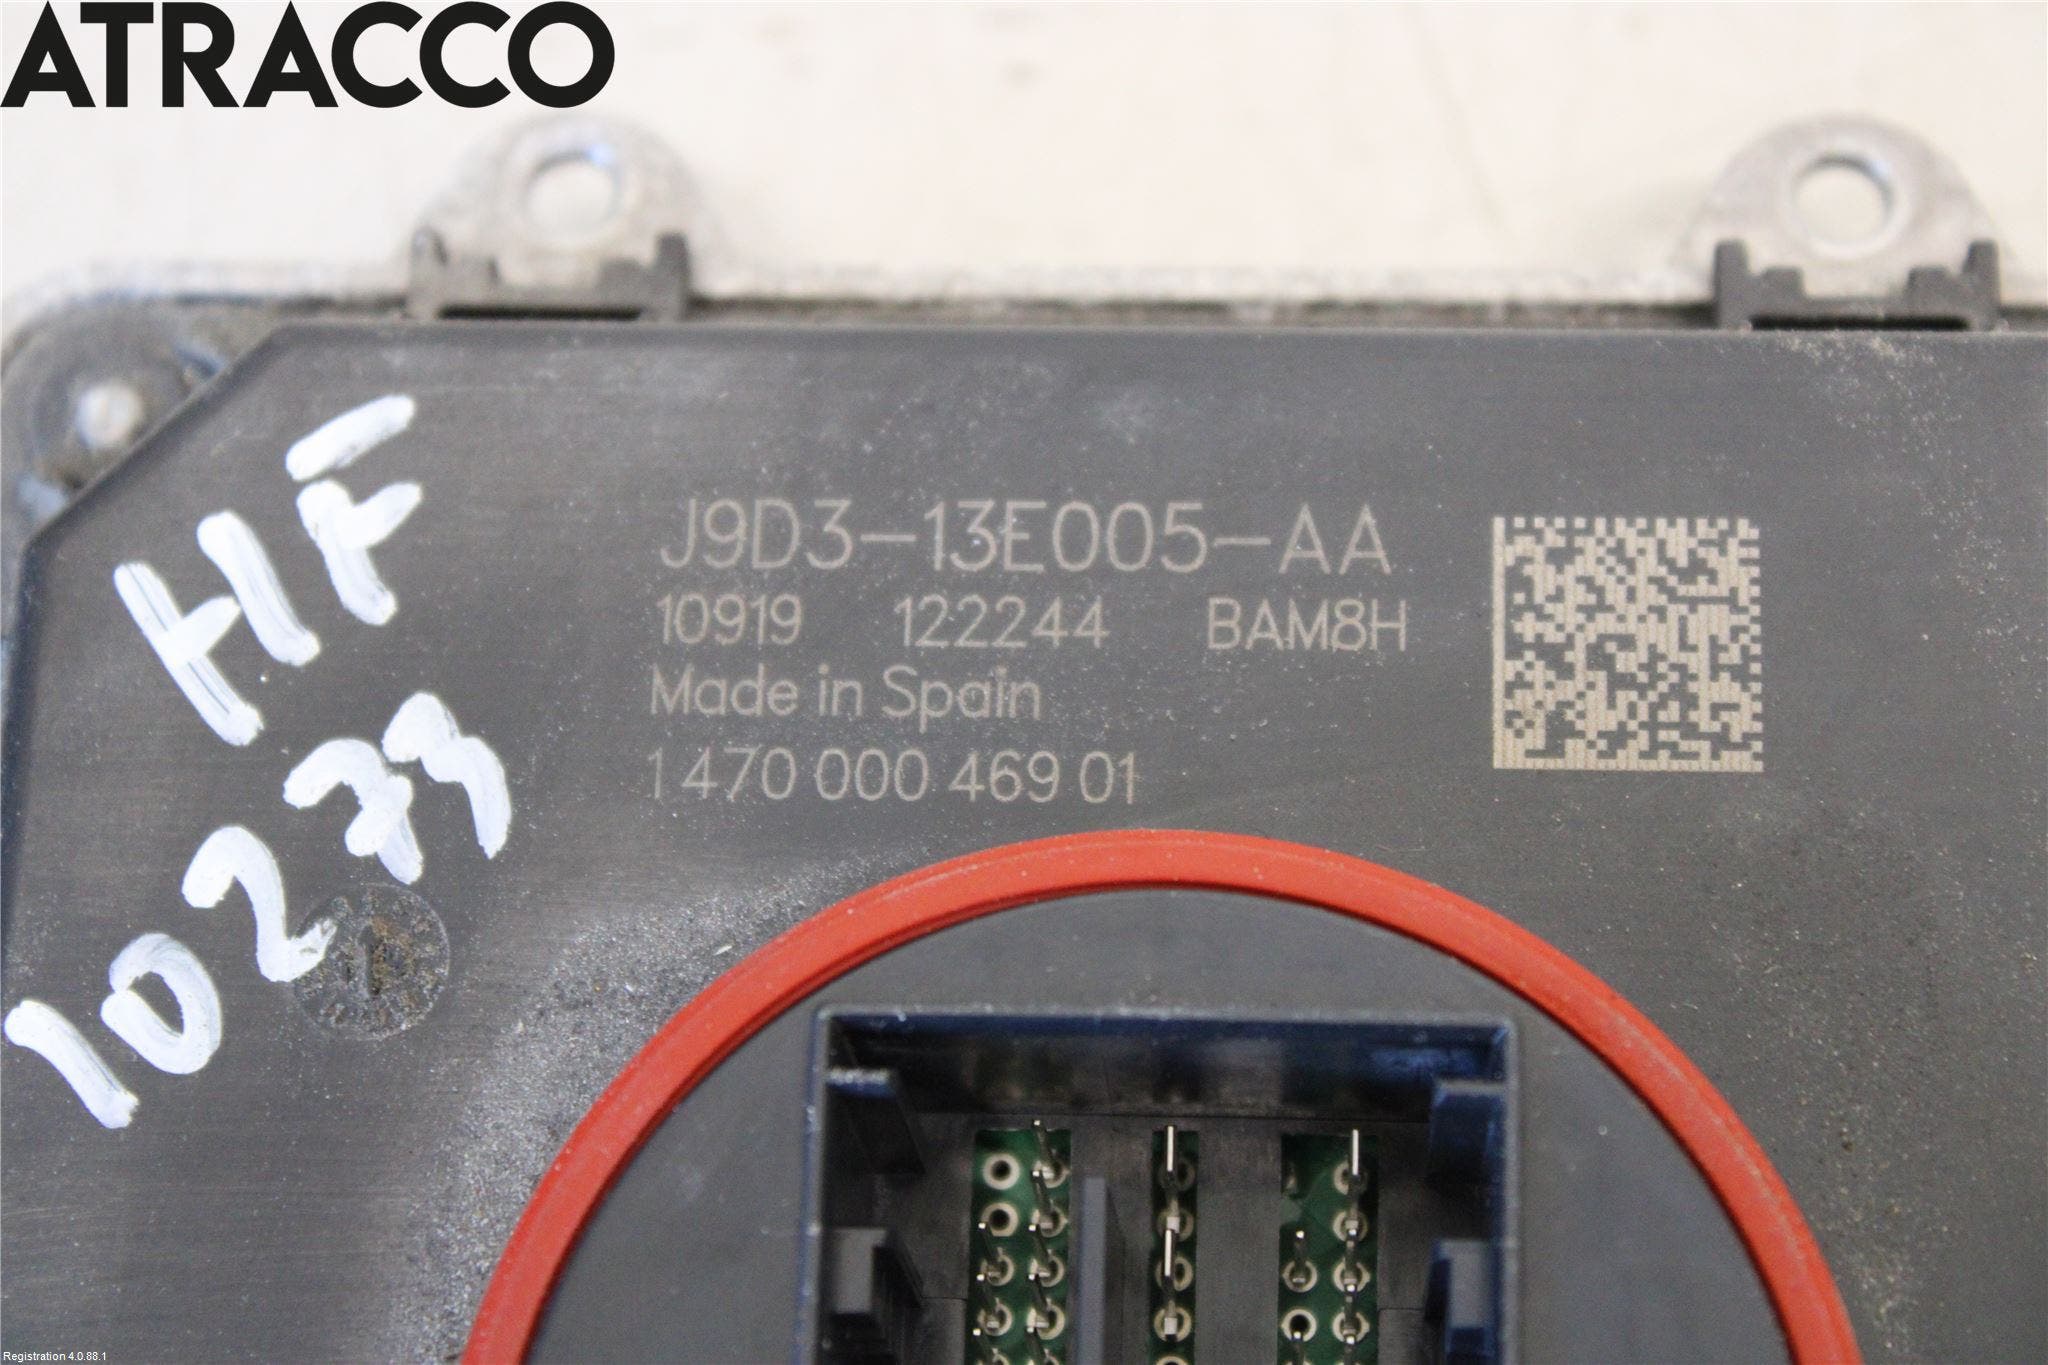 ATRACCO
J9D3-13E005-AA
10919 122244 BAM8H
Made in Spain
1 470 000 469 01
HIF
10273
Registration 4.0.88.1